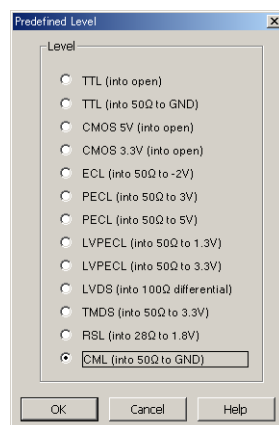 Predefined Level
Level
TTL (into open)
TTL (into 50Ω to GND)
CMOS 5V (into open)
CMOS 3.3V (into open)
ECL (into 50Ω to -2V)
PECL (into 50Ω to 3V)
PECL (into 50Ω to 5V)
LVPECL (into 50Ω to 1.3V)
LVPECL (into 50Ω to 3.3V)
LVDS (into 100Ω differential)
TMDS (into 50Ω to 3.3V)
RSL (into 28Ω to 1.8V)
CML (into 50Ω to GND)
OK Cancel Help